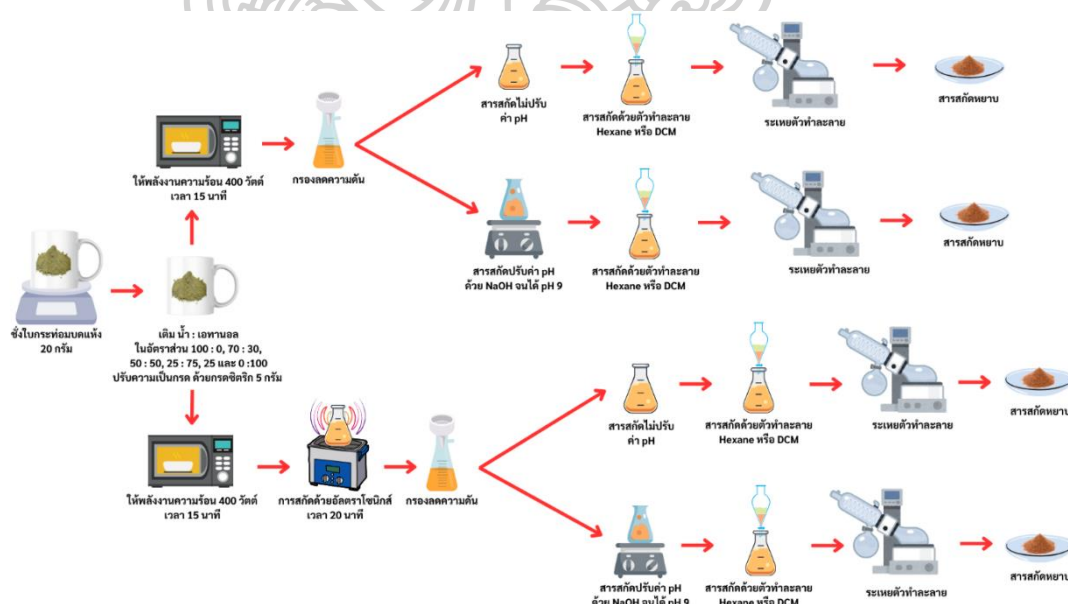 สารสกัดไม่ปรับ
ค่า pH
สารสกัดด้วยตัวทำละลาย
Hexane หรือ DCM
ระเหยตัวทำละลาย
สารสกัดหยาบ
ให้พลังงานความร้อน 400 วัตต์
เวลา 15 นาที
กรองลดความดัน
สารสกัดปรับค่า pH
ด้วย NaOH จนได้ pH 9
สารสกัดด้วยตัวทำละลาย
Hexane หรือ DCM
ระเหยตัวทำละลาย
สารสกัดหยาบ
ชั่งใบกระท่อมบดแห้ง
20 กรัม
เติม น้ำ : เอทานอล
ในอัตราส่วน 100 : 0, 70 : 30,
50 : 50, 25 : 75, 25 และ 0 :100
ปรับความเป็นกรด ด้วยกรดซิตริก 5 กรัม
สารสกัดไม่ปรับ
ค่า pH
สารสกัดด้วยตัวทำละลาย
Hexane หรือ DCM
ระเหยตัวทำละลาย
สารสกัดหยาบ
ให้พลังงานความร้อน 400 วัตต์
เวลา 15 นาที
การสกัดด้วยอัลตราโซนิกส์
เวลา 20 นาที
กรองลดความดัน
สารสกัดปรับค่า pH
ด้วย NaOH จนได้ pH 9
สารสกัดด้วยตัวทำละลาย
Hexane หรือ DCM
ระเหยตัวทำละลาย
สารสกัดหยาบ